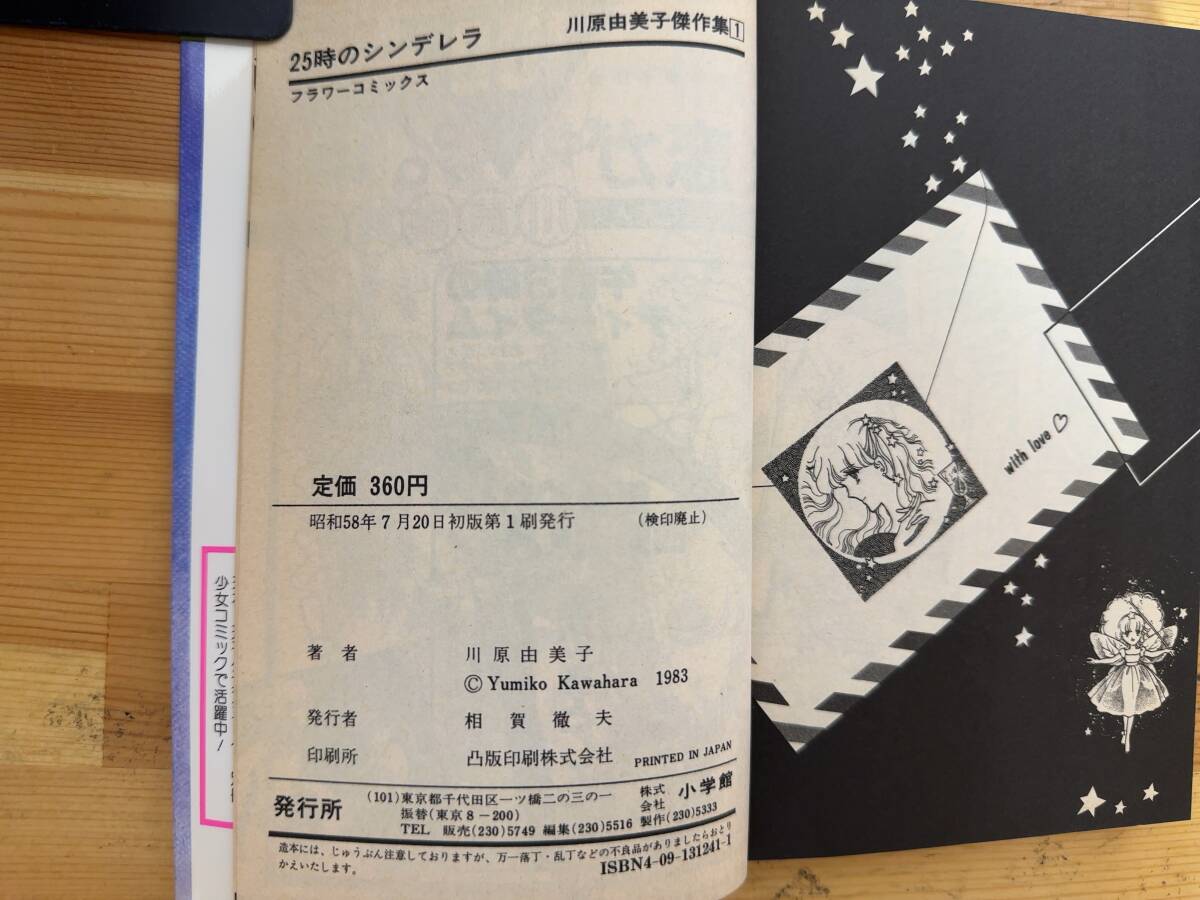 25時のシンデレラ
川原由美子傑作集1
フラワーコミックス
定価 360円
昭和58年7月20日初版第1刷発行 (検印廃止)
著者 川原由美子
© Yumiko Kawahara 1983
発行者 相賀徹夫
印刷所 凸版印刷株式会社 PRINTED IN JAPAN
発行所
(101)東京都千代田区一ツ橋二の三の一
振替(東京8-200)
TEL 販売(230)5749 編集(230)5516 製作(230)5333
株式会社 小学館
造本には、じゅうぶん注意しておりますが、万一落丁・乱丁などの不良品がありましたらおとりかえいたします。
ISBN4-09-131241-1
少女コミックで活躍中!
with love ♡